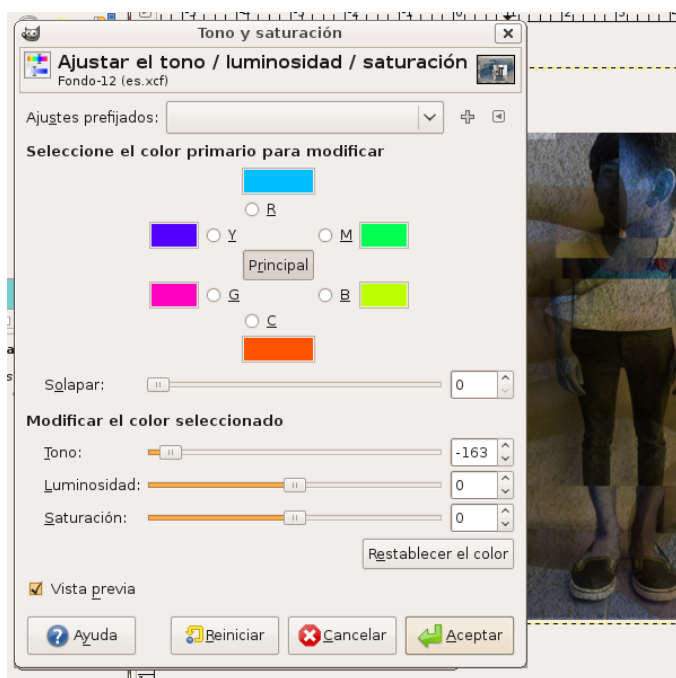 Tono y saturación
Ajustar el tono / luminosidad / saturación
Fondo-12 (es.xcf)
Ajustes prefijados:
Seleccione el color primario para modificar
R
Y M
Principal
G B
C
Solapar: 0
Modificar el color seleccionado
Tono: -163
Luminosidad: 0
Saturación: 0
Restablecer el color
Vista previa
Ayuda Reiniciar Cancelar Aceptar